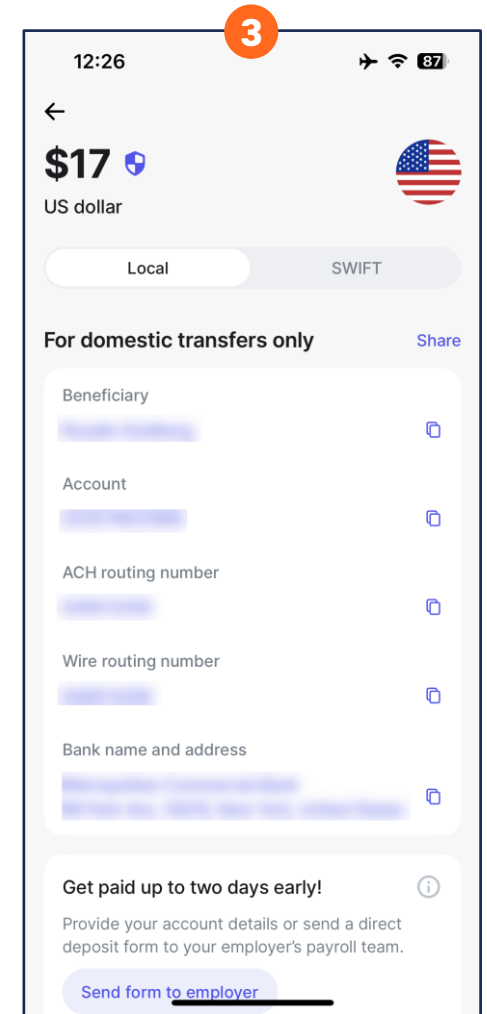 3
12:26
87
$17
US dollar
Local
SWIFT
For domestic transfers only
Share
Beneficiary
Account
ACH routing number
Wire routing number
Bank name and address
Get paid up to two days early!
Provide your account details or send a direct
deposit form to your employer’s payroll team.
Send form to employer